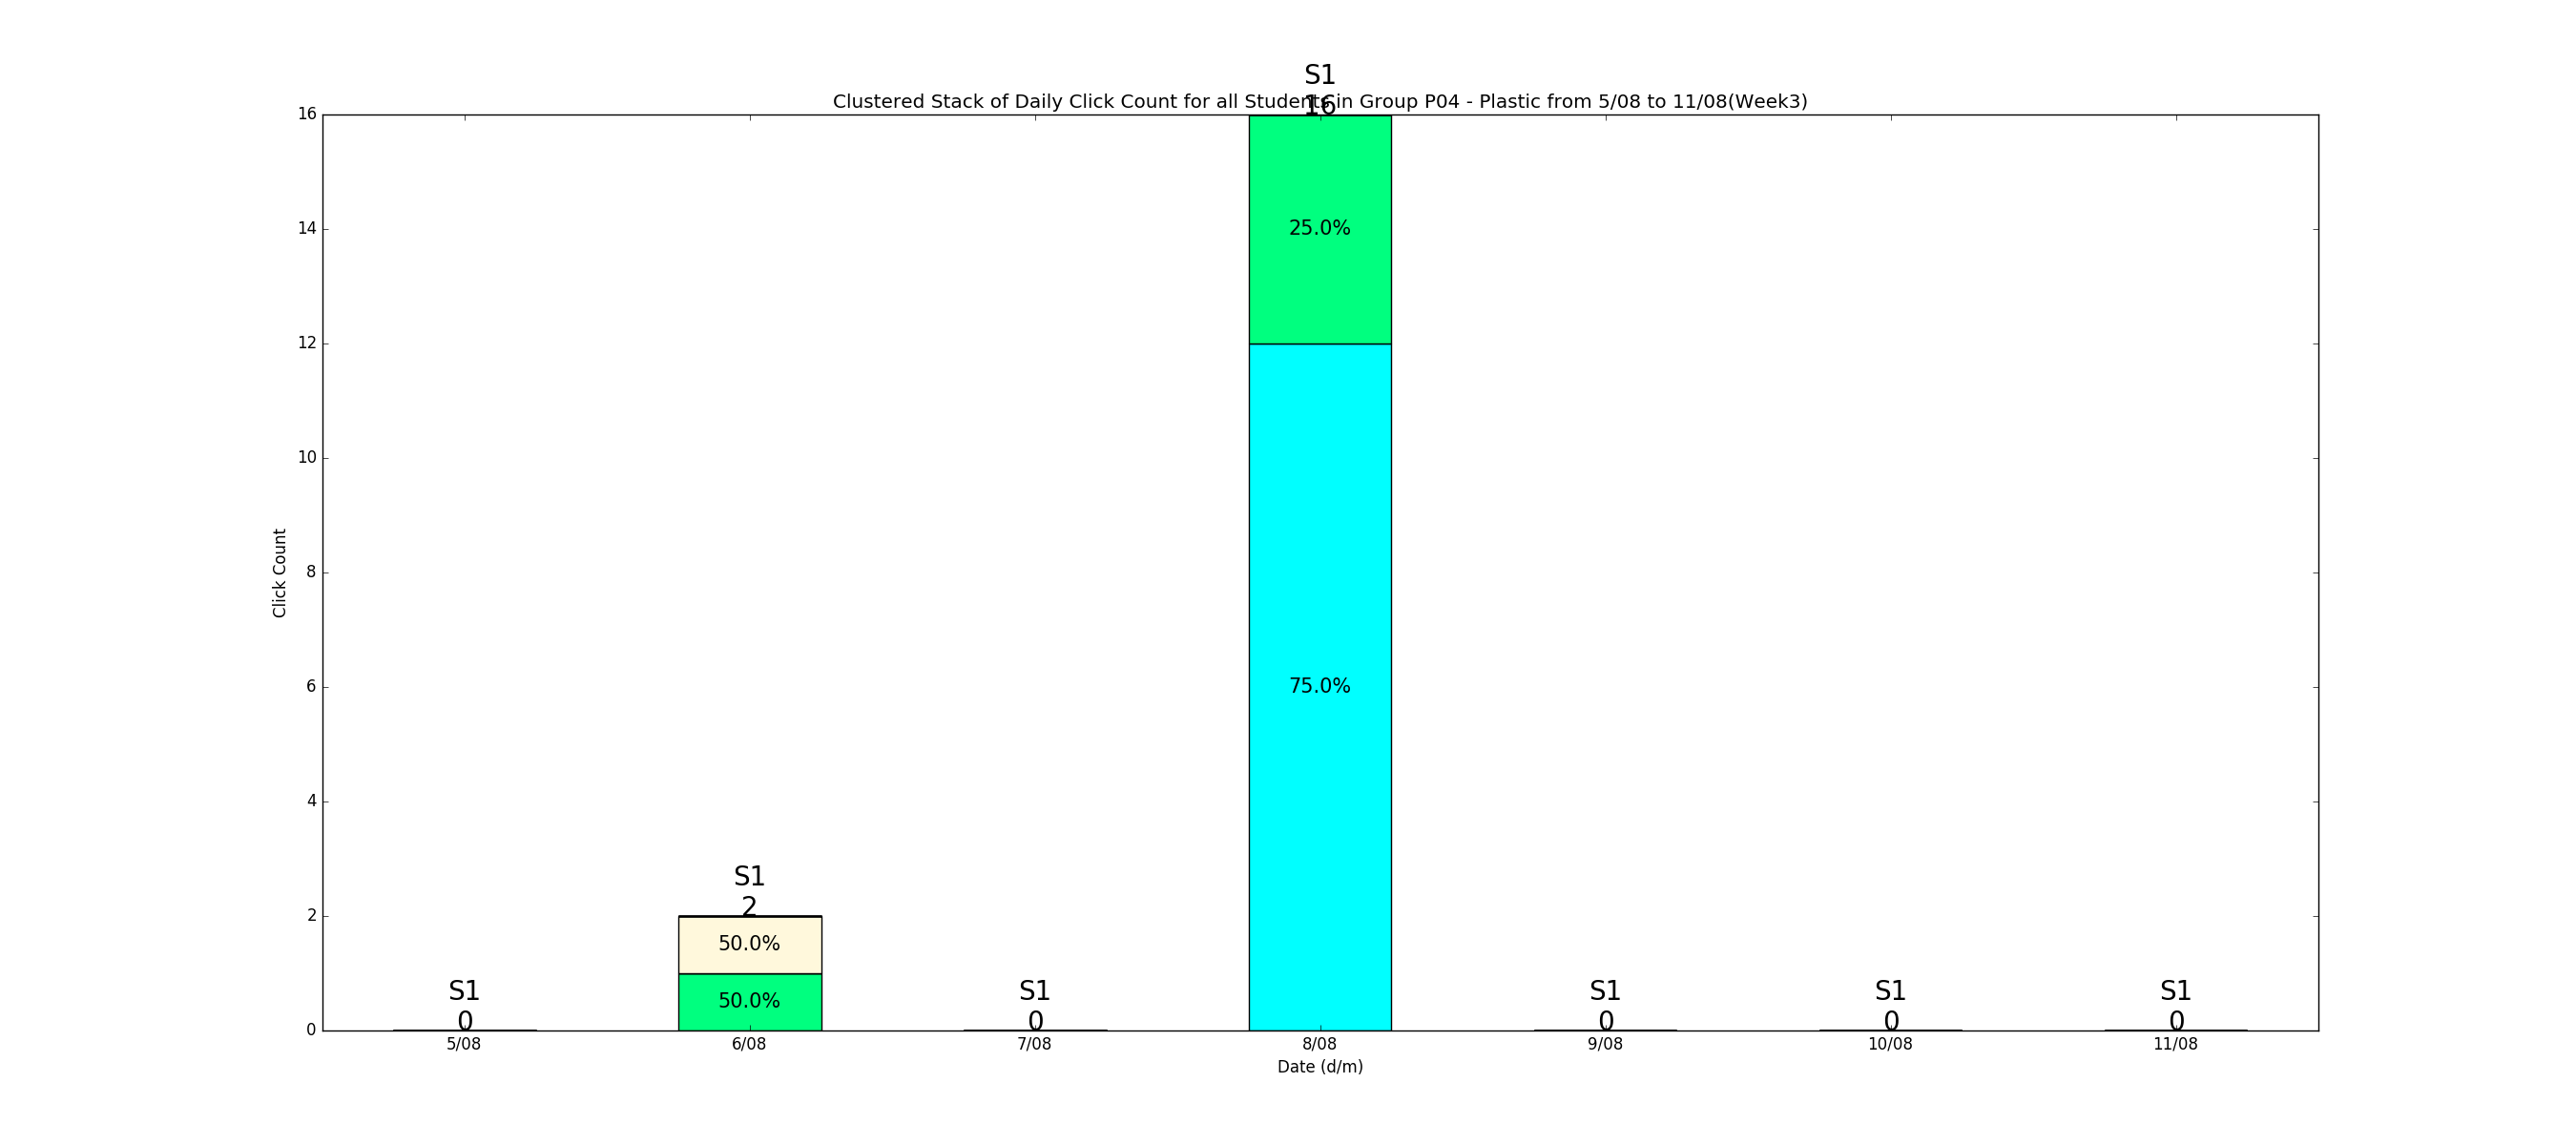 S1
16
Clustered Stack of Daily Click Count for all Students in Group P04 - Plastic from 5/08 to 11/08(Week3)
16
14
12
10
8
6
4
2
0
Click Count
25.0%
75.0%
S1
2
50.0%
50.0%
S1
0
S1
0
S1
0
S1
0
S1
0
5/08
6/08
7/08
8/08
9/08
10/08
11/08
Date (d/m)